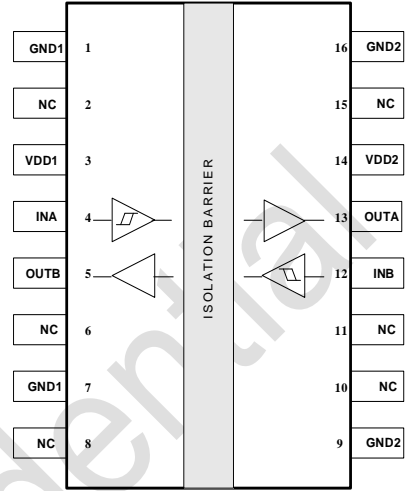 GND1 1 16 GND2
NC 2 15 NC
VDD1 3 14 VDD2
INA 4 13 OUTA
OUTB 5 12 INB
NC 6 11 NC
GND1 7 10 NC
NC 8 9 GND2
ISOLATION BARRIER
dential